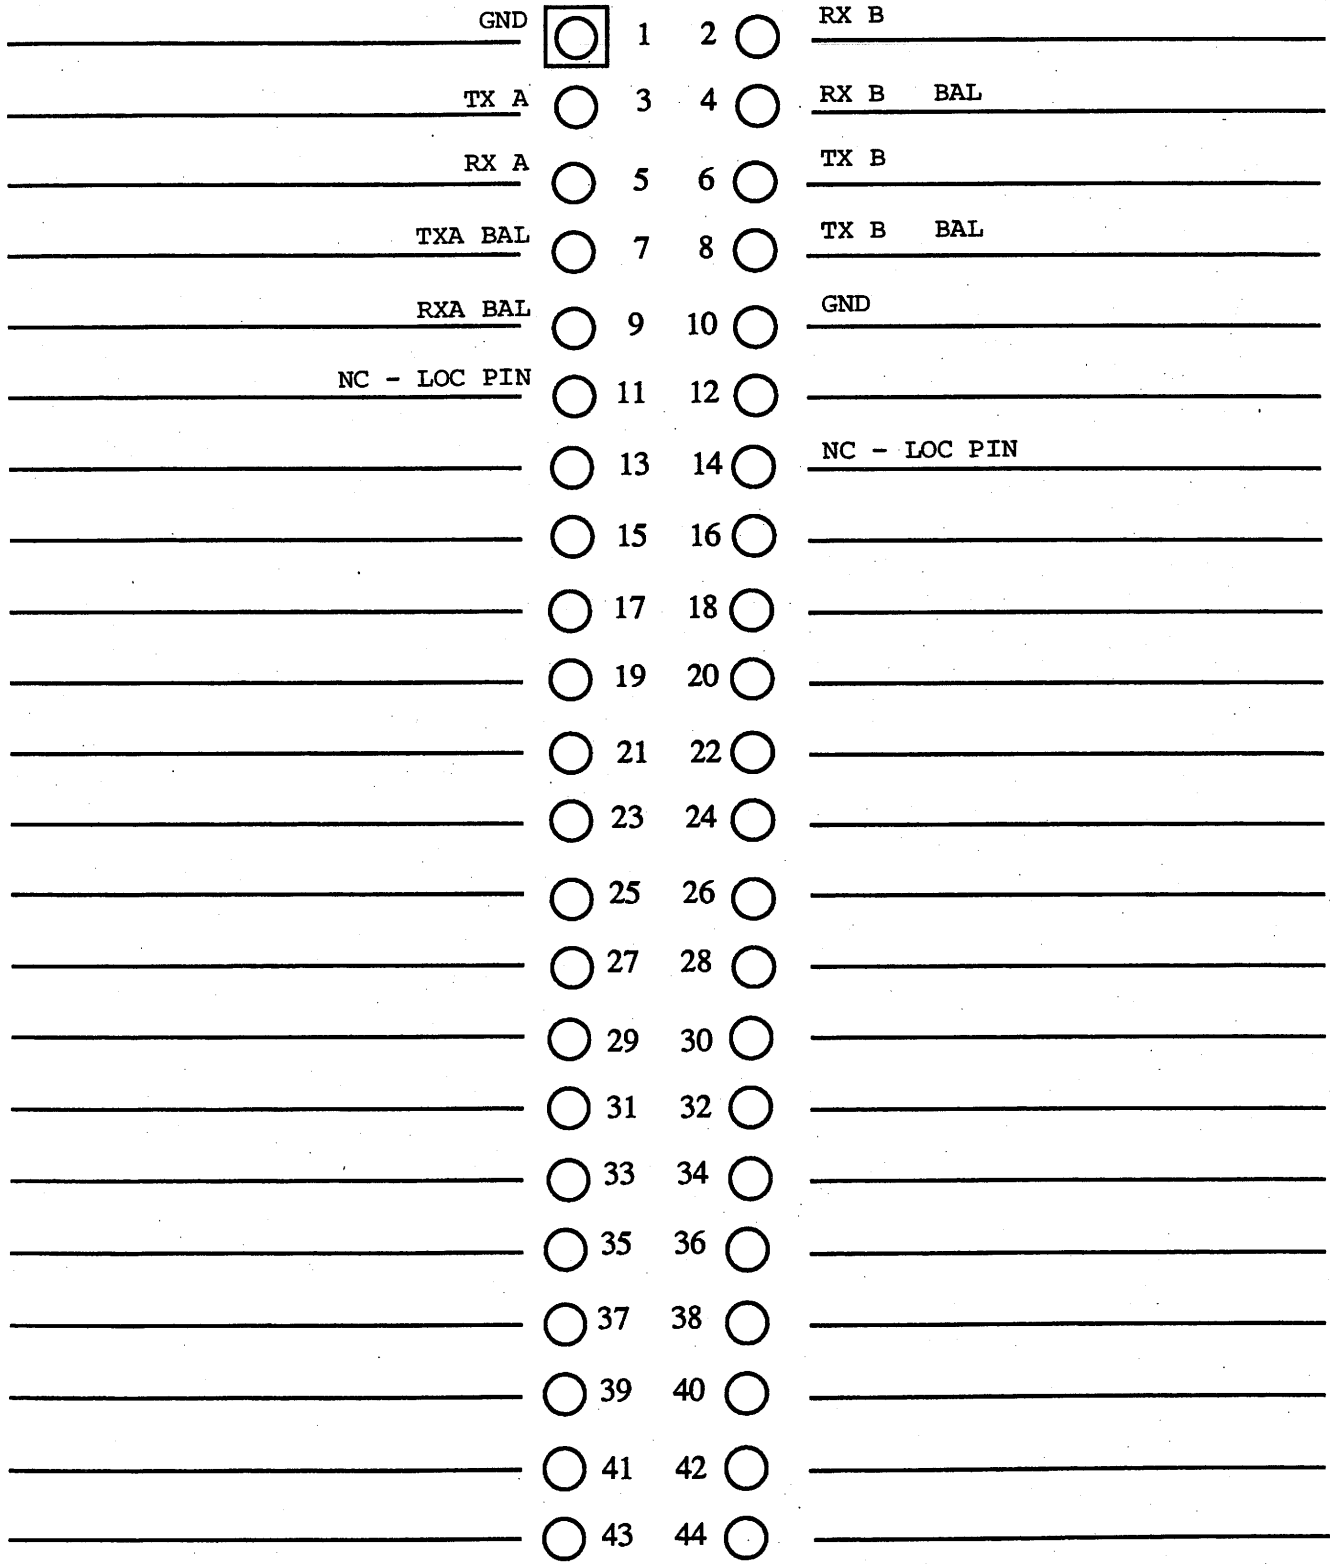 GND 1 2 RX B
TX A 3 4 RX B BAL
RX A 5 6 TX B
TXA BAL 7 8 TX B BAL
RXA BAL 9 10 GND
NC - LOC PIN 11 12
13 14 NC - LOC PIN
15 16
17 18
19 20
21 22
23 24
25 26
27 28
29 30
31 32
33 34
35 36
37 38
39 40
41 42
43 44